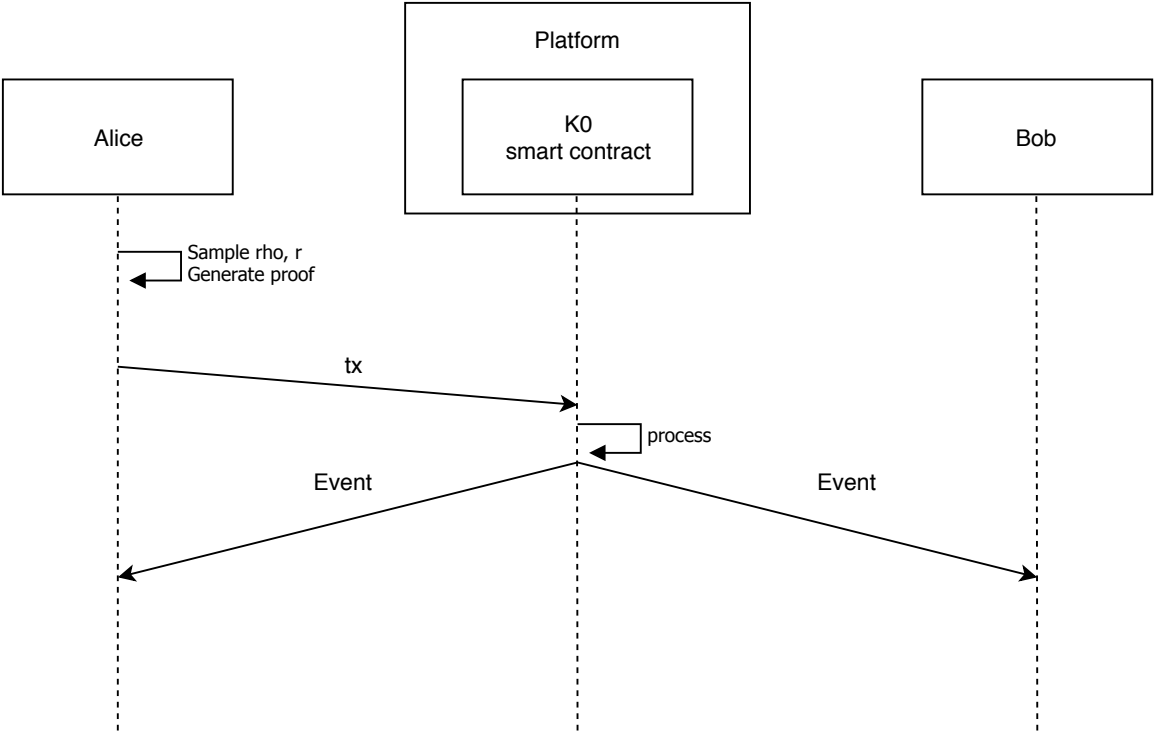 Platform
Alice
K0
smart contract
Bob
Sample rho, r
Generate proof
tx
process
Event
Event